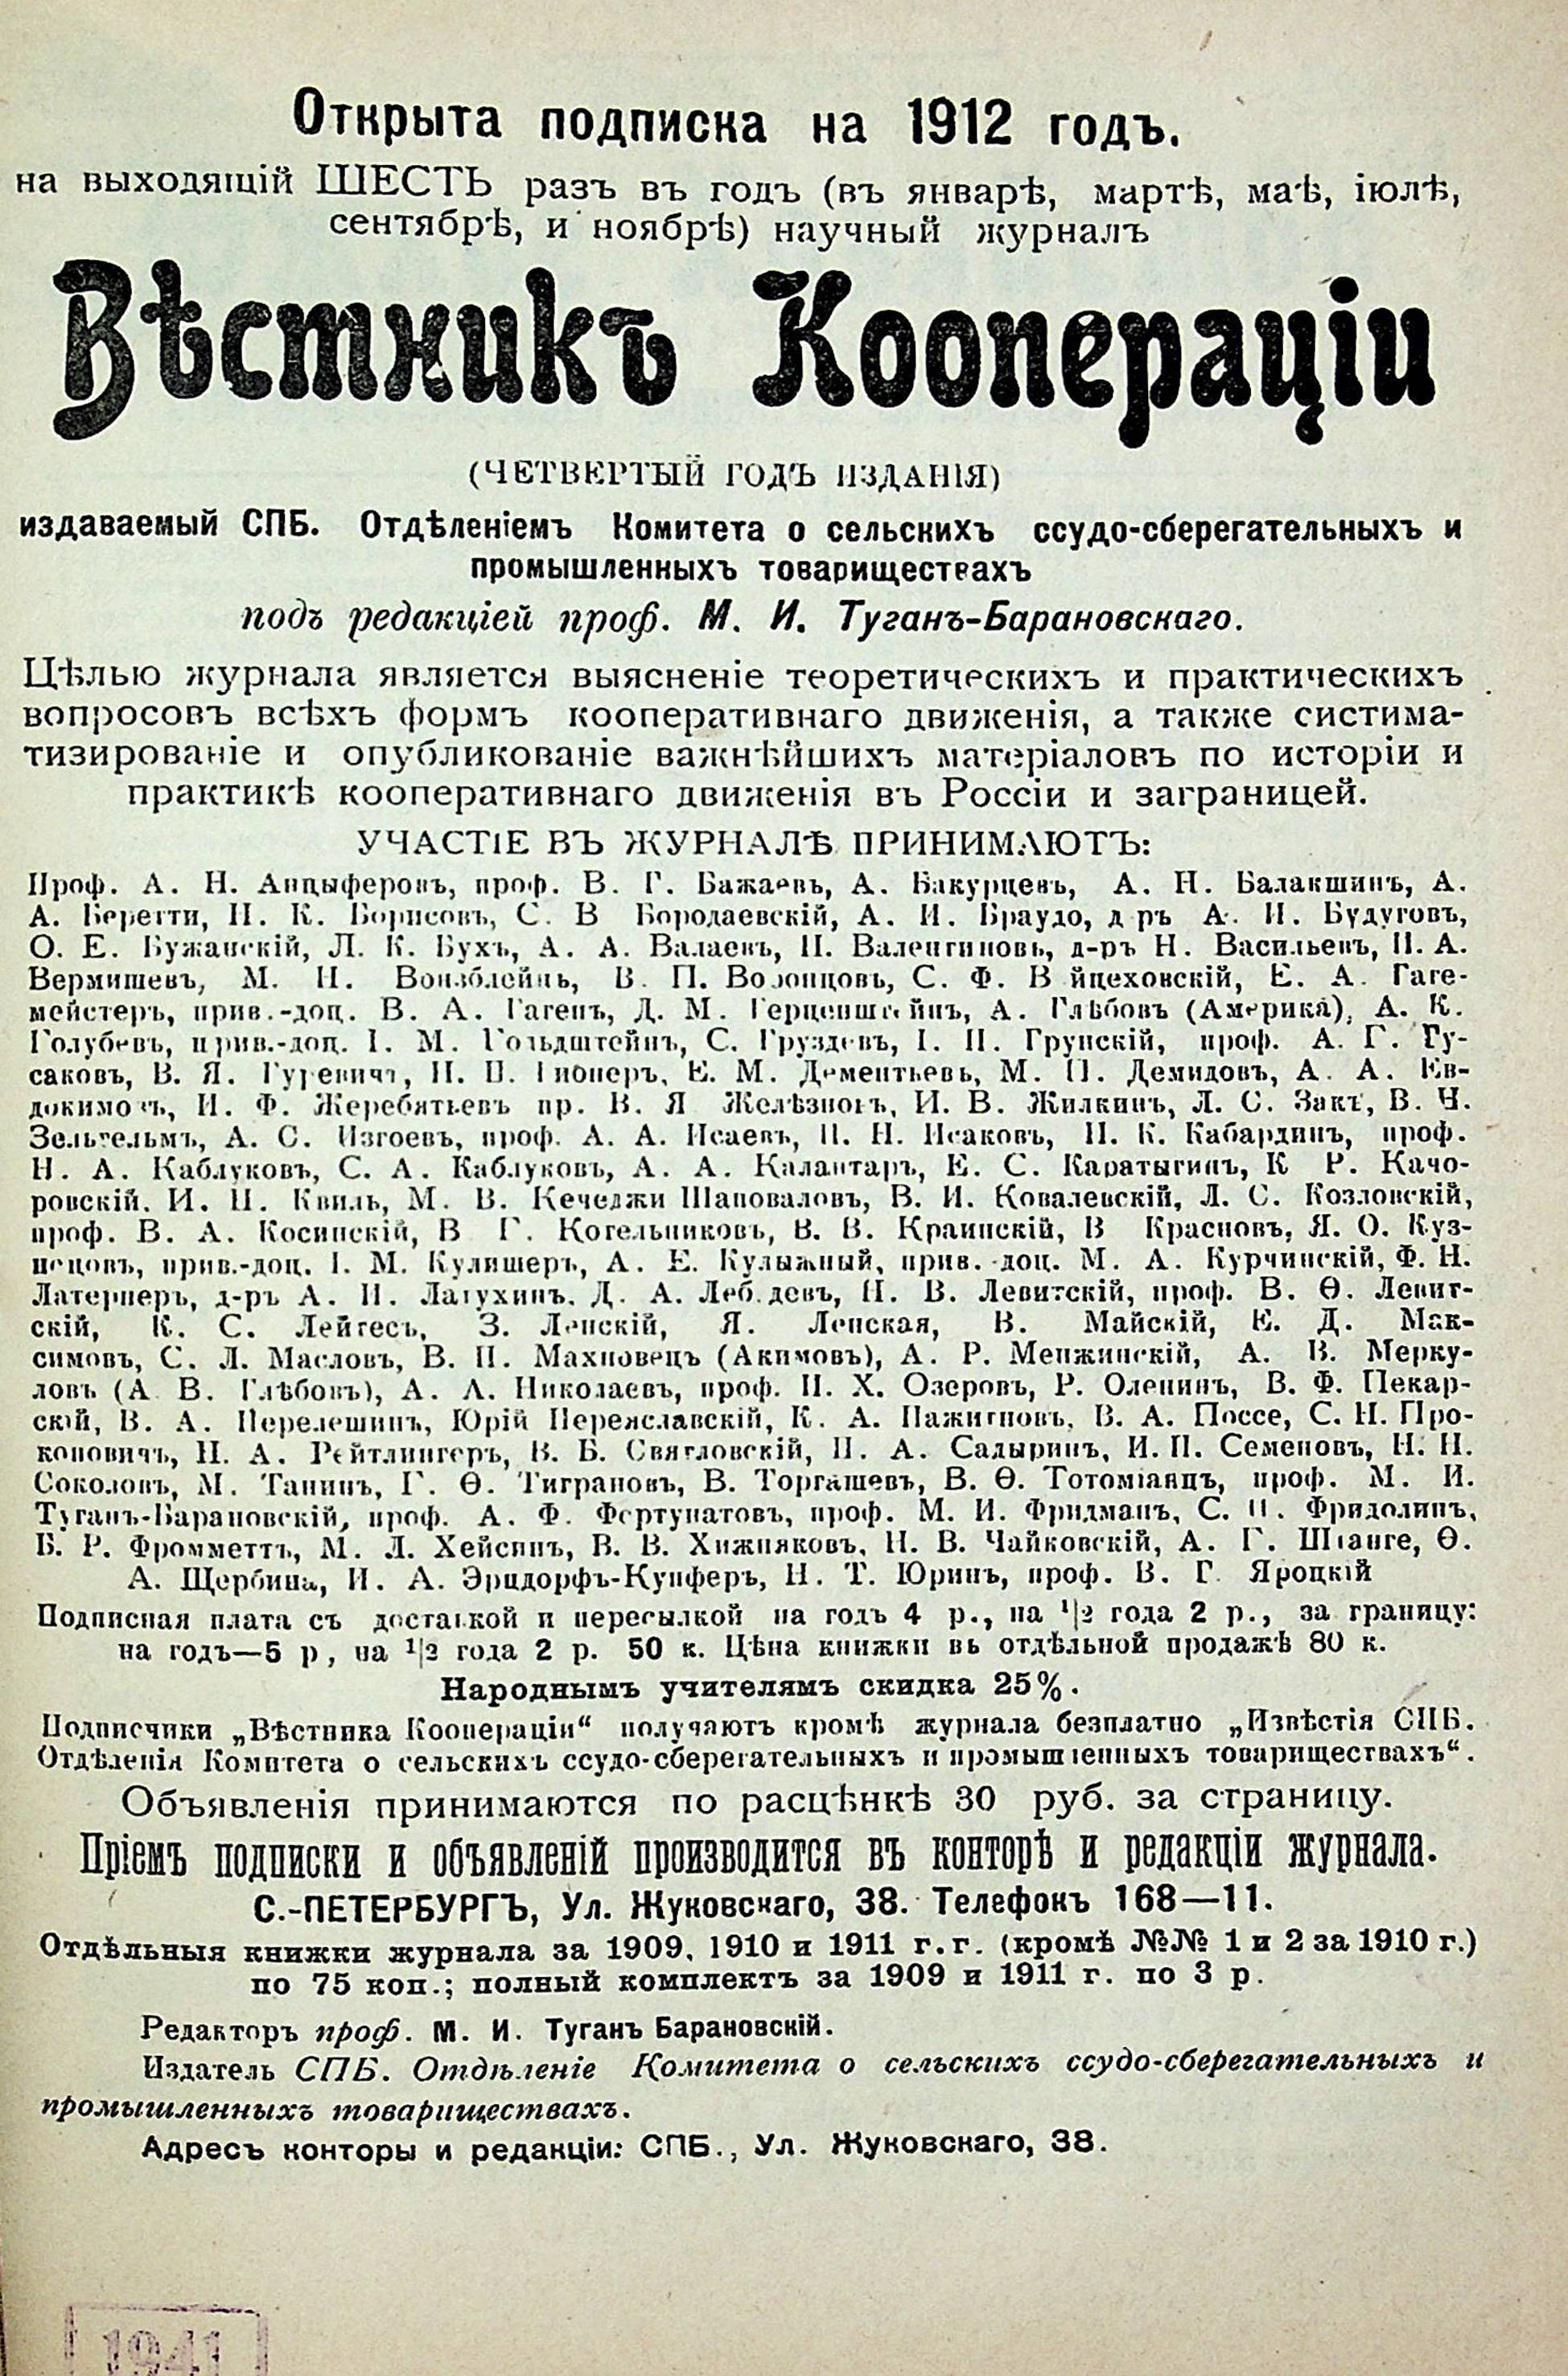 Открыта подписка на 1912 годъ.
на выходящій ШЕСТЬ разъ въ годъ (въ январѣ, мартѣ, маѣ, іюлѣ,
сентябрѣ, и ноябрѣ) научный журналъ
Вѣстникъ Кооперацiи
(ЧЕТВЕРТЫЙ ГОДЪ ИЗДАНІЯ)
издаваемый СПБ. Отдѣленіемъ Комитета о сельскихъ ссудо-сберегательныхъ и
промышленныхъ товариществахъ
подъ редакціей проф. М. И. Туганъ-Барановскаго.
Цѣлью журнала является выясненіе теоретическихъ и практическихъ
вопросовъ всѣхъ формъ кооперативнаго движенія, а также систима-
тизированіе и опубликованіе важнѣйшихъ матеріаловъ по исторіи и
практикѣ кооперативнаго движенія въ Россіи и заграницей.
УЧАСТІЕ ВЪ ЖУРНАЛѢ ПРИНИМАЮТЪ:
Проф. А. Н. Анцыферовъ, проф. В. Г. Бажаевъ, А. Бакурцевъ, А. Н. Балакшинъ, А.
А. Беретти, Н. К. Борисовъ, С. В Бородаевскій, А. И. Браудо, д ръ А. И. Будуговъ,
О. Е. Бужанскій, Л. К. Бухъ, А. А. Валаевъ, Н. Валентиновъ, д-ръ Н. Васильевъ, Н. А.
Вермишевъ, М. Н. Вонзблейнъ, В. П. Воронцовъ, С. Ф. В йцеховскій, Е. А. Гаге-
мейстеръ, прив.-доц. В. А. Гагенъ, Д. М. Герценштейнъ, А. Глѣбовъ (Америка), А. К.
Голубевъ, прив.-доц. І. М. Гольдштейнъ, С. Груздевъ, І. П. Грунскій, проф. А. Г. Гу-
саковъ, В. Я. Гуревичъ, Е. М. Дементьевъ, М. П. Демидовъ, А. А. Ев-
докимовъ, И. Ф. Жеребятьевъ пр. В. Я Желѣзновъ, И. В. Жилкинъ, Л. С. Закъ, В. Н.
Зельгельмъ, А. С. Изгоевъ, проф. А. А. Исаевъ, П. Н. Исаковъ, Н. К. Кабардинъ, проф.
Н. А. Каблуковъ, С. А. Каблуковъ, А. А. Калантаръ, Е. С. Каратыгинъ, К Р. Качо-
ровскій. И. П. Квиль, М. В. Кечеджи Шаповаловъ, В. И. Ковалевскій, Л. С. Козловскій,
проф. В. А. Косинскій, В Г. Котельниковъ, В. В. Краинскій, В Красновъ, Я. О. Куз-
нецовъ, прив.-доц. І. М. Кулишеръ, А. Е. Кулыжный, прив.-доц. М. А. Курчинскій, Ф. Н.
Латернеръ, д-ръ А. И. Латухинъ. Д. А. Леб.девъ, Н. В. Левитскій, проф. В. Ѳ. Левит-
скій, К. С. Лейтесъ, З. Ленскій, Я. Ленская, В. Майскій, Е. Д. Мак-
симовъ, С. Л. Масловъ, В. П. Махновецъ (Акимовъ), А. Р. Менжинскій, А. В. Мерку-
ловъ (А В. Глѣбовъ), А. А. Николаевъ, проф. И. Х. Озеровъ, Р. Оленинъ, В. Ф. Пекар-
скій, В. А. Перелешинъ, Юрій Переяславскій, К. А. Пажитновъ, В. А. Поссе, С. Н. Про-
коповичъ, Н. А. Рейтлингеръ, В. Б. Святловскій, П. А. Садыринъ, И. П. Семеновъ, Н. Н.
Соколовъ, М. Танинъ, Г. Ѳ. Тиграновъ, В. Торгашевъ, В. Ѳ. Тотоміанцъ, проф. М. И.
Туганъ-Барановскій, проф. А. Ф. Фортунатовъ, проф. М. И. Фридманъ, С. П. Фридолинъ,
Б. Р. Фромметтъ, М. Л. Хейсинъ, В. В. Хижняковъ, Н. В. Чайковскій, А. Г. Штанге, Ѳ.
А. Щербина, И. А. Эрцдорфъ-Купферъ, Н. Т. Юринъ, проф. В. Г Яроцкій
Подписная плата съ доставкой и пересылкой на годъ 4 р., на 1/2 года 2 р., за границу:
на годъ—5 р, на 1/2 года 2 р. 50 к. Цѣна книжки въ отдѣльной продажѣ 80 к.
Народнымъ учителямъ скидка 25%.
Подписчики „Вѣстника Коопераціи“ получаютъ кромѣ журнала безплатно „Извѣстія СПБ.
Отдѣленія Комитета о сельскихъ ссудо-сберегательныхъ и промышленныхъ товариществахъ“.
Объявленія принимаются по расцѣнкѣ 30 руб. за страницу.
Пріемъ подписки и объявленій производится въ конторѣ и редакціи журнала.
С.-ПЕТЕРБУРГЪ, Ул. Жуковскаго, 38. Телефонъ 168—11.
Отдѣльныя книжки журнала за 1909, 1910 и 1911 г.г. (кромѣ №№ 1 и 2 за 1910 г.)
по 75 коп.; полный комплектъ за 1909 и 1911 г. по 3 р.
Редакторъ проф. М. И. Туганъ Барановскій.
Издатель СПБ. Отдѣленіе Комитета о сельскихъ ссудо-сберегательныхъ и
промышленныхъ товариществахъ.
Адресъ конторы и редакціи: СПБ., Ул. Жуковскаго, 38.
1941